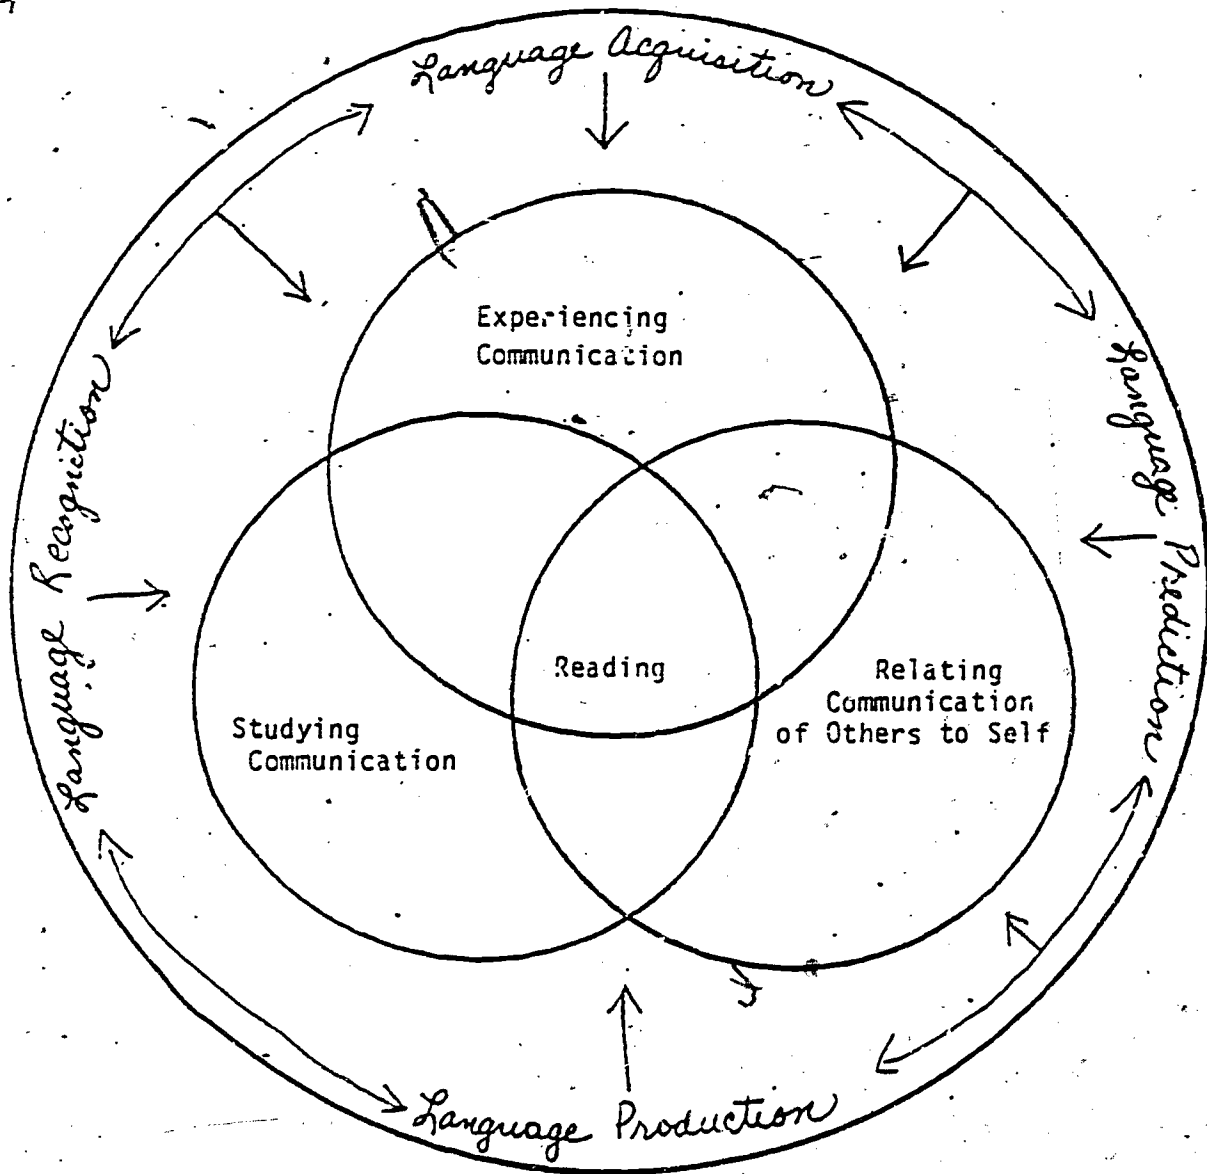 Language Acquisition
Experiencing
Communication
Language Recognition
Language Prediction
Reading
Relating
Communication
of Others to Self
Studying
Communication
Language Production